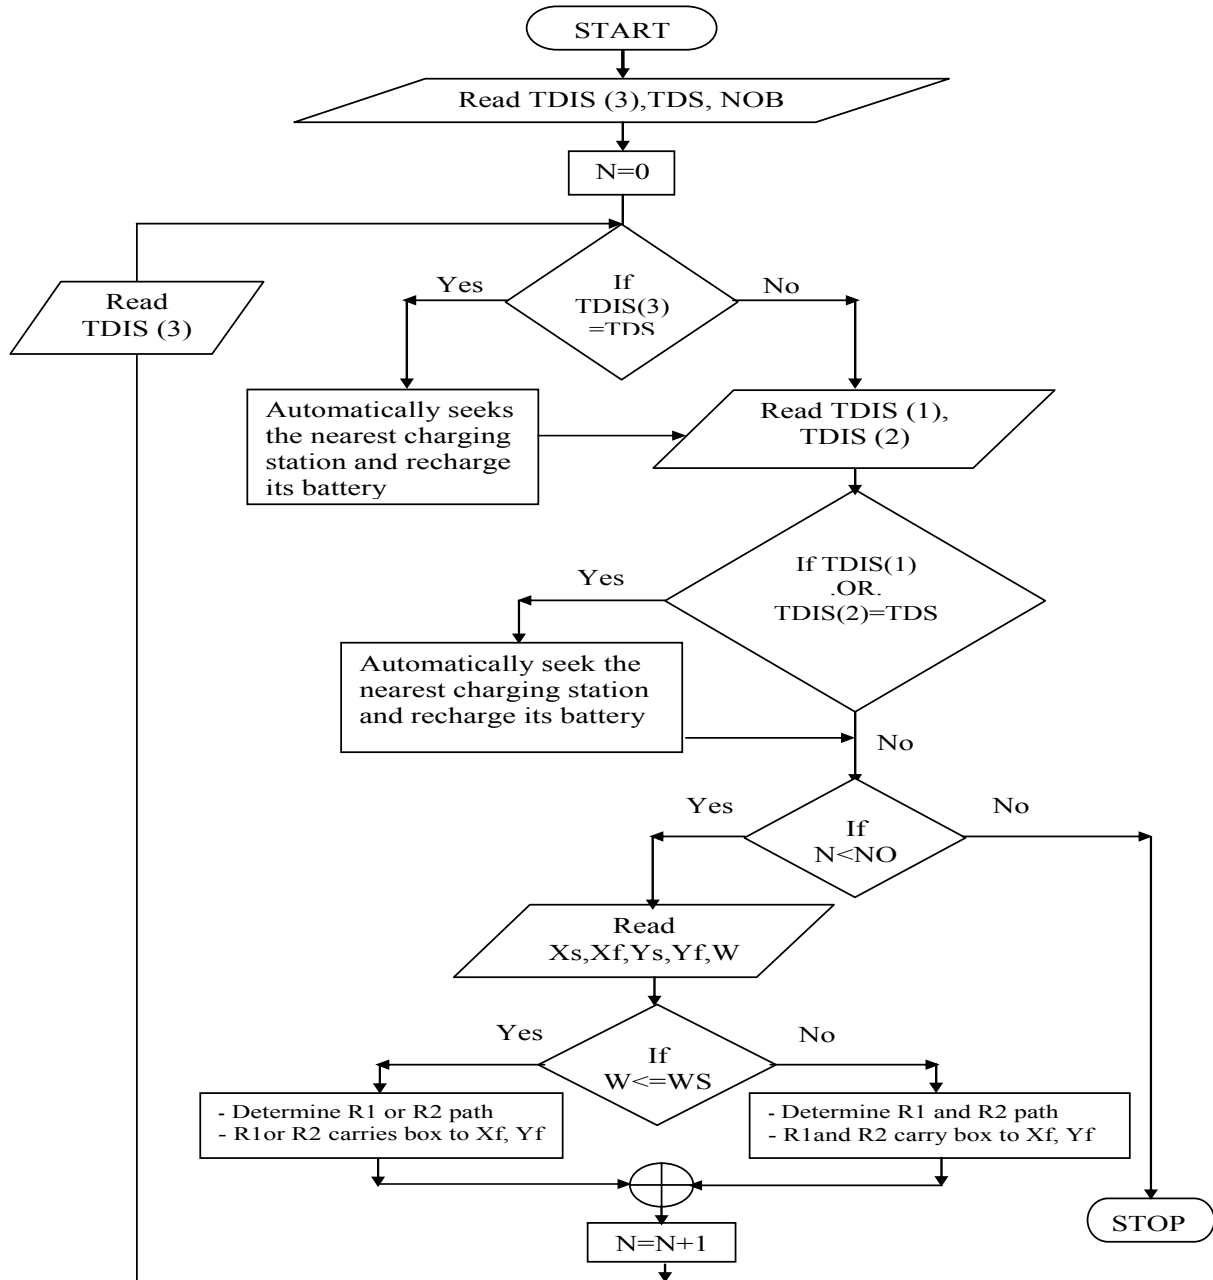 START
Read TDIS (3),TDS, NOB
N=0
Yes
If
TDIS(3)
=TDS
No
Read
TDIS (3)
Automatically seeks
the nearest charging
station and recharge
its battery
Read TDIS (1),
TDIS (2)
Yes
If TDIS(1)
.OR.
TDIS(2)=TDS
Automatically seek the
nearest charging station
and recharge its battery
No
Yes
If
N<NO
No
Read
Xs,Xf,Ys,Yf,W
Yes
If
W<=WS
No
- Determine R1 or R2 path
- R1or R2 carries box to Xf, Yf
- Determine R1 and R2 path
- R1and R2 carry box to Xf, Yf
STOP
N=N+1